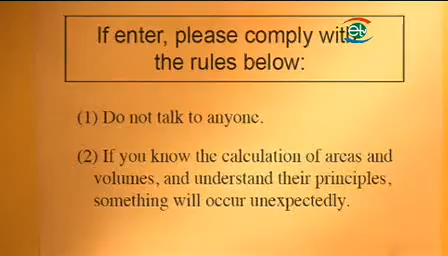 If enter, please comply with
the rules below:
(1) Do not talk to anyone.
(2) If you know the calculation of areas and
volumes, and understand their principles,
something will occur unexpectedly.